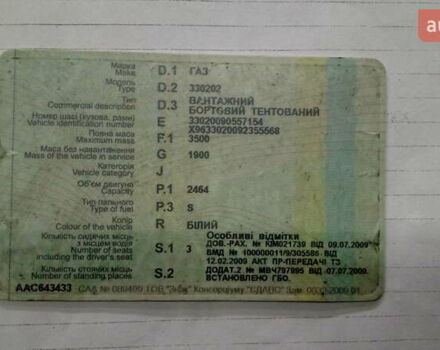 Марка
Make D.1 ГАЗ
Модель
Type D.2 330202
Тип
Commercial description D.3 ВАНТАЖНИЙ
БОРТОВИЙ ТЕНТОВАНИЙ
Номер шасі (кузова, рами)
Vehicle identification number E 33020090557154
X9633020092355568
Повна маса
Maximum mass F.1 3500
Маса без навантаження
Mass of the vehicle in service G 1900
Категорія
Vehicle category J
Об'єм двигуна
Capacity P.1 2464
Тип пального
Type of fuel P.3 S
Колір
Colour of the vehicle R БІЛИЙ
Кількість сидячих
з місцем водія
Number of seats
including the driver's seat S.1 3
Кількість стоячих місць
Number of standing places S.2
Особливі відмітки
ДОВ.-РАХ. № КІМ021739 ВІД 09.07.2009
ВМД № 100000011/9/305586 ВІД
12.02.2009 АКТ ПР-ПЕРЕДАЧІ ТЗ
ДОДАТ.2 № МВЧ797995 ВІД 07.07.2009.
ВСТАНОВЛЕНО ГБО.
ААС643433